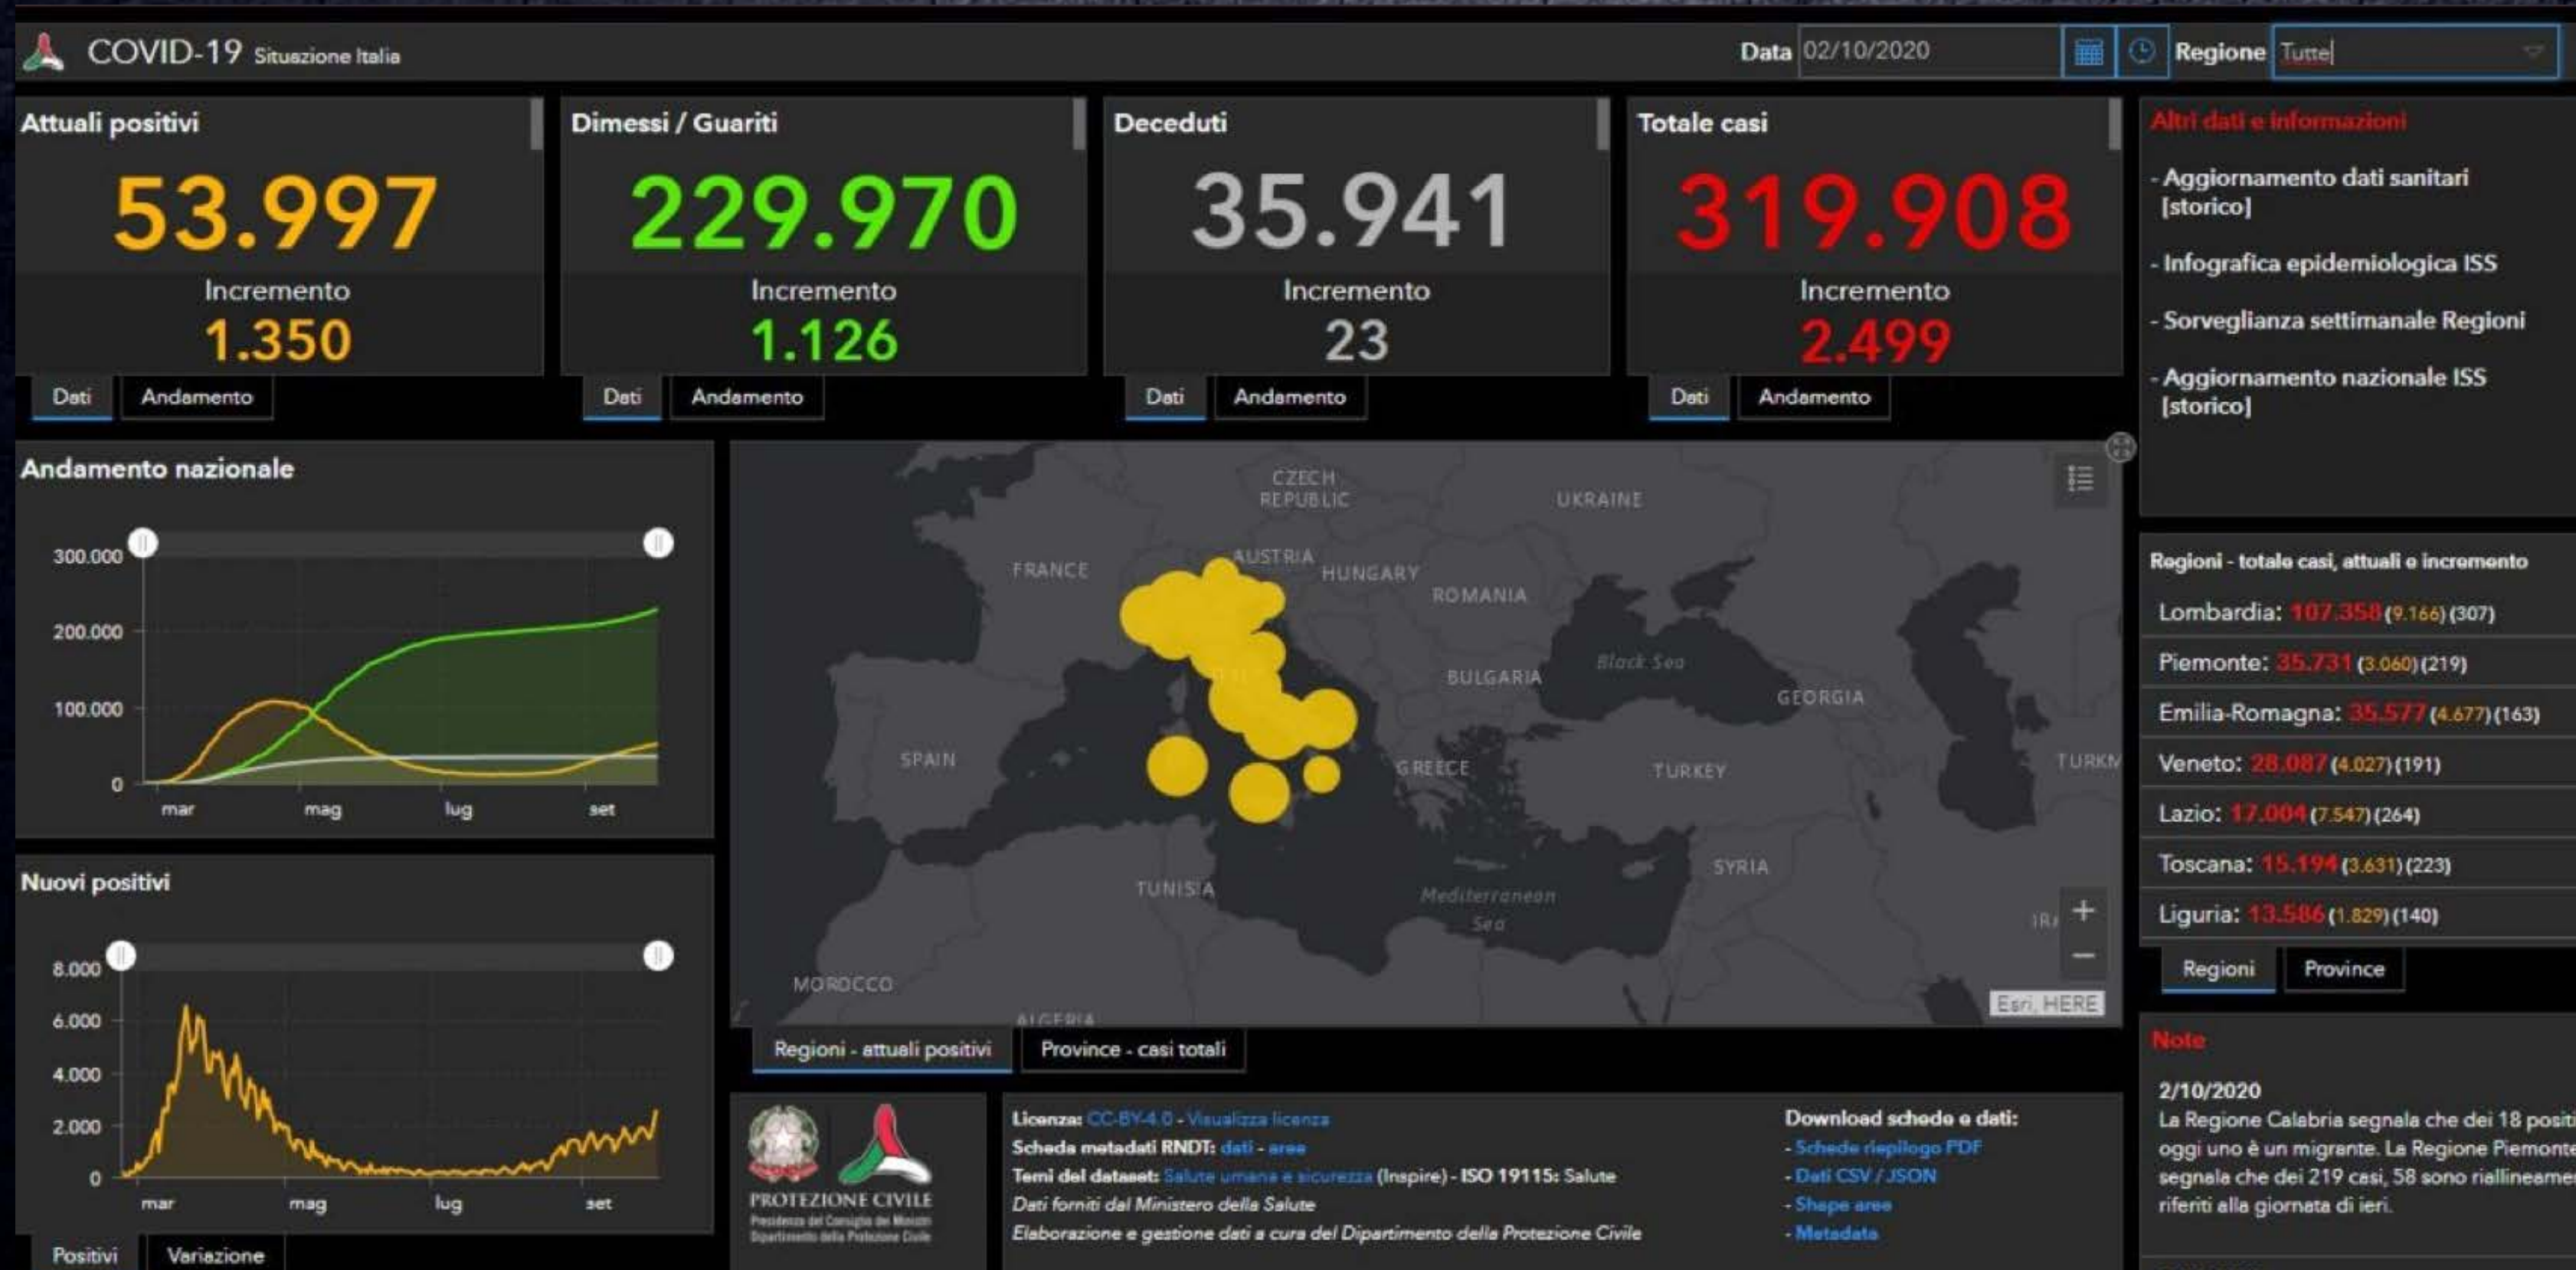 COVID-19 Situazione Italia
Data 02/10/2020
Regione Tutte
Attuali positivi
53.997
Incremento
1.350
Dati Andamento
Dimessi / Guariti
229.970
Incremento
1.126
Dati Andamento
Deceduti
35.941
Incremento
23
Dati Andamento
Totale casi
319.908
Incremento
2.499
Dati Andamento
Altri dati e informazioni
- Aggiornamento dati sanitari
[storico]
- Infografica epidemiologica ISS
- Sorveglianza settimanale Regioni
- Aggiornamento nazionale ISS
[storico]
Andamento nazionale
300.000
200.000
100.000
0
mar mag lug set
Nuovi positivi
8.000
6.000
4.000
2.000
0
mar mag lug set
Positivi Variazione
CZECH
REPUBLIC
UKRAINE
FRANCE
AUSTRIA
HUNGARY
ROMANIA
BULGARIA
Black Sea
GEORGIA
SPAIN
GREECE
TURKEY
TURKM
SYRIA
TUNISIA
Mediterranean
Sea
MOROCCO
ALGERIA
+
−
Esri, HERE
Regioni - attuali positivi Province - casi totali
Regioni - totale casi, attuali e incremento
Lombardia: 107.358 (9.166) (307)
Piemonte: 35.731 (3.060) (219)
Emilia-Romagna: 35.577 (4.677) (163)
Veneto: 28.087 (4.027) (191)
Lazio: 17.004 (7.547) (264)
Toscana: 15.194 (3.631) (223)
Liguria: 13.586 (1.829) (140)
Regioni Province
PROTEZIONE CIVILE
Presidenza del Consiglio dei Ministri
Dipartimento della Protezione Civile
Licenza: CC-BY-4.0 - Visualizza licenza
Scheda metadati RNDT: dati - aree
Temi del dataset: Salute umana e sicurezza (Inspire) - ISO 19115: Salute
Dati forniti dal Ministero della Salute
Elaborazione e gestione dati a cura del Dipartimento della Protezione Civile
Download schede e dati:
- Schede riepilogo PDF
- Dati CSV / JSON
- Shape aree
- Metadata
Note
2/10/2020
La Regione Calabria segnala che dei 18 positi
oggi uno è un migrante. La Regione Piemonte
segnala che dei 219 casi, 58 sono riallineamen
riferiti alla giornata di ieri.